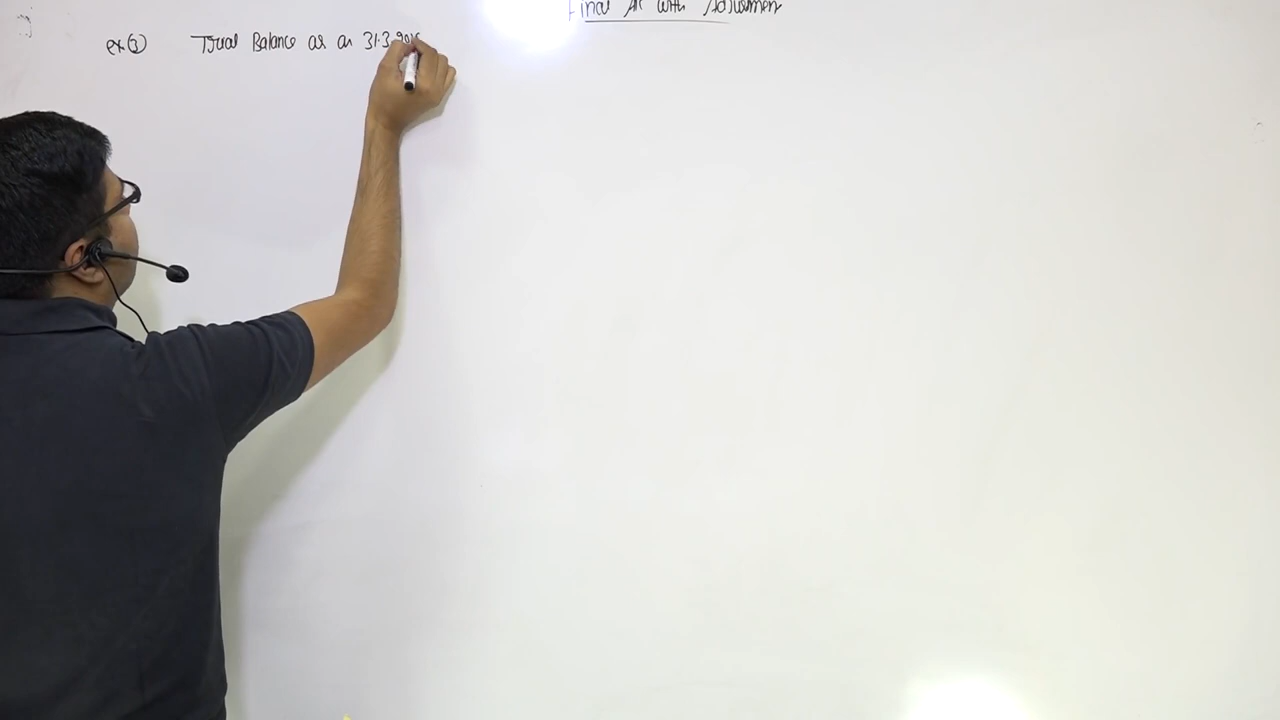 Final A/c with Adjustment
ex(3) Trial Balance as on 31.3.